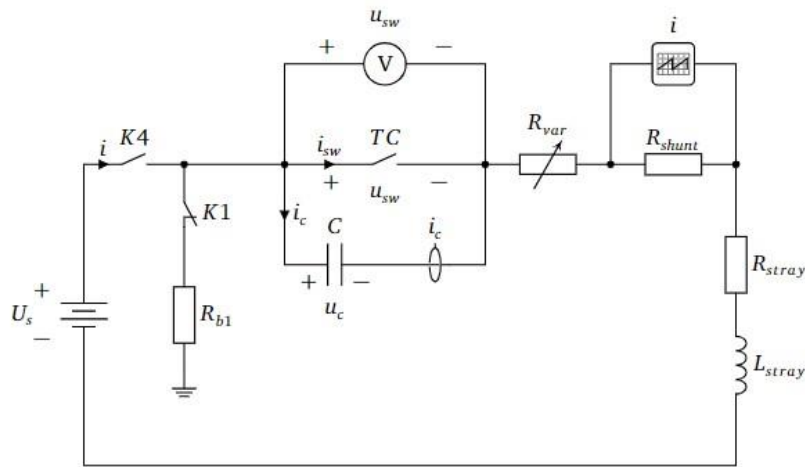 u_sw
i
+ −
V
R_var
i K4
i_sw TC
R_shunt
+ u_sw −
K1
i_c
C i_c
+ −
u_c
R_stray
+
U_s
−
R_b1
L_stray